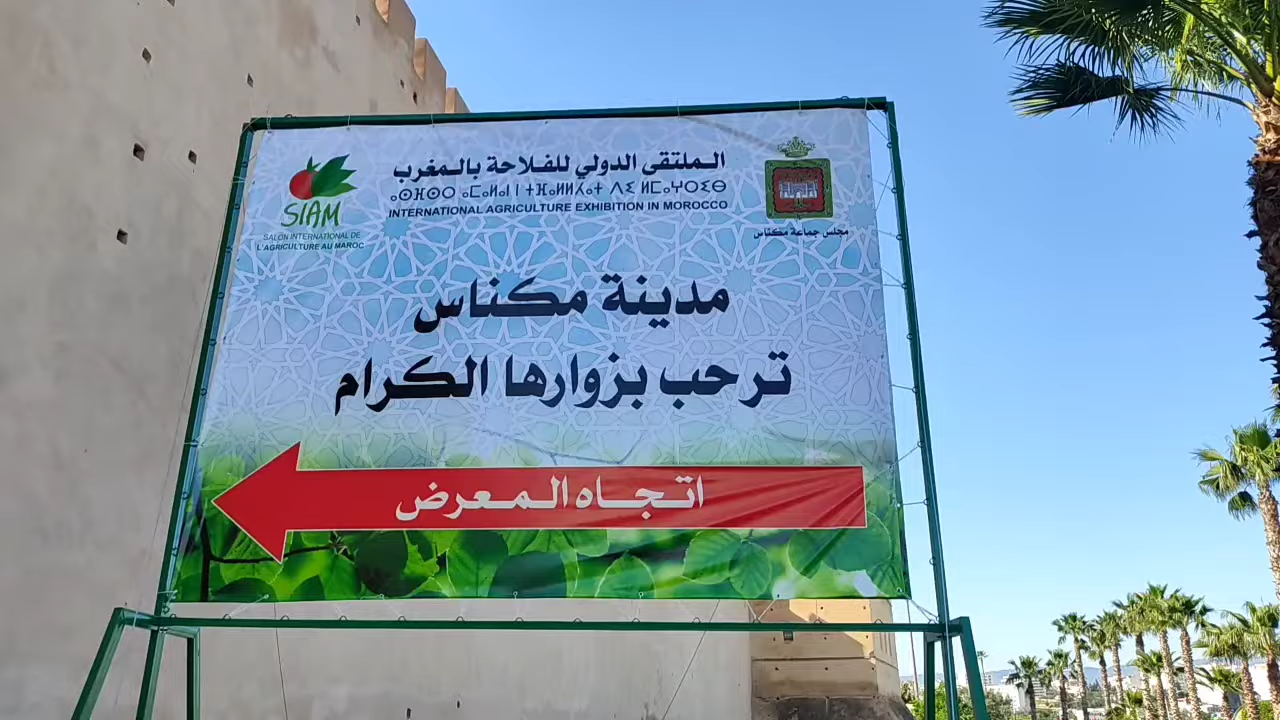 الملتقى الدولي للفلاحة بالمغرب
ⴰⵙⴳⵔⴰⵡ
INTERNATIONAL AGRICULTURE EXHIBITION IN MOROCCO
SIAM
SALON INTERNATIONAL DE
L'AGRICULTURE AU MAROC
مجلس جماعة مكناس
مدينة مكناس
ترحب بزوارها الكرام
اتجاه المعرض